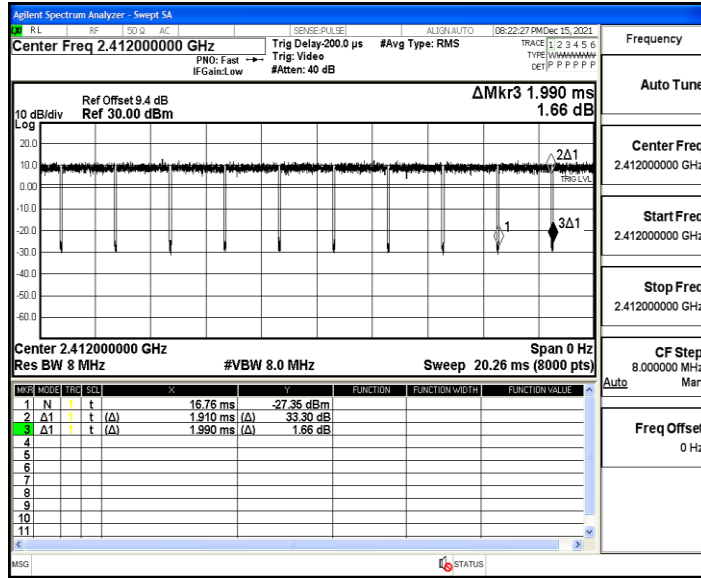 Agilent Spectrum Analyzer - Swept SA
RL RF 50 Ω AC SENSE:PULSE ALIGNAUTO 08:22:27 PM Dec 15, 2021
Center Freq 2.412000000 GHz
PNO: Fast
IFGain:Low
Trig Delay-200.0 µs
Trig: Video
#Atten: 40 dB
#Avg Type: RMS
TRACE 1 2 3 4 5 6
TYPE
DET P P P P P P
Frequency
Auto Tune
Center Freq
2.412000000 GHz
Start Freq
2.412000000 GHz
Stop Freq
2.412000000 GHz
CF Step
8.000000 MHz
Auto Man
Freq Offset
0 Hz
ΔMkr3 1.990 ms
1.66 dB
Ref Offset 9.4 dB
10 dB/div Ref 30.00 dBm
Log
20.0
10.0
0.00
-10.0
-20.0
-30.0
-40.0
-50.0
-60.0
2Δ1
TRIG LVL
1
3Δ1
Center 2.412000000 GHz Span 0 Hz
Res BW 8 MHz #VBW 8.0 MHz Sweep 20.26 ms (8000 pts)
MKR MODE TRC SCL X Y FUNCTION FUNCTION WIDTH FUNCTION VALUE
1 N 1 t 16.76 ms -27.35 dBm
2 Δ1 1 t (Δ) 1.910 ms (Δ) 33.30 dB
3 Δ1 1 t (Δ) 1.990 ms (Δ) 1.66 dB
4
5
6
7
8
9
10
11
MSG STATUS